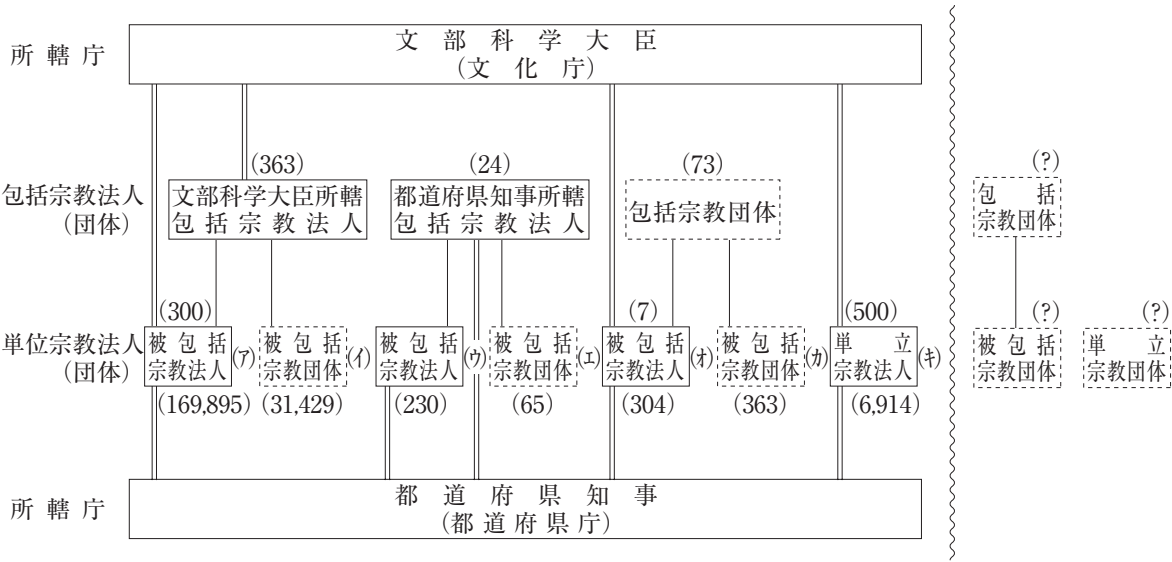 所轄庁
文部科学大臣
(文化庁)
(363)
(24)
(73)
(?)
包括宗教法人
(団体)
文部科学大臣所轄
包括宗教法人
都道府県知事所轄
包括宗教法人
包括宗教団体
包括
宗教団体
(300)
(7)
(500)
(?)
(?)
単位宗教法人
(団体)
被包括
宗教法人
(ア)
被包括
宗教団体
(イ)
被包括
宗教法人
(ウ)
被包括
宗教団体
(エ)
被包括
宗教法人
(オ)
被包括
宗教団体
(カ)
単立
宗教法人
(キ)
被包括
宗教団体
単立
宗教団体
(169,895)
(31,429)
(230)
(65)
(304)
(363)
(6,914)
所轄庁
都道府県知事
(都道府県庁)